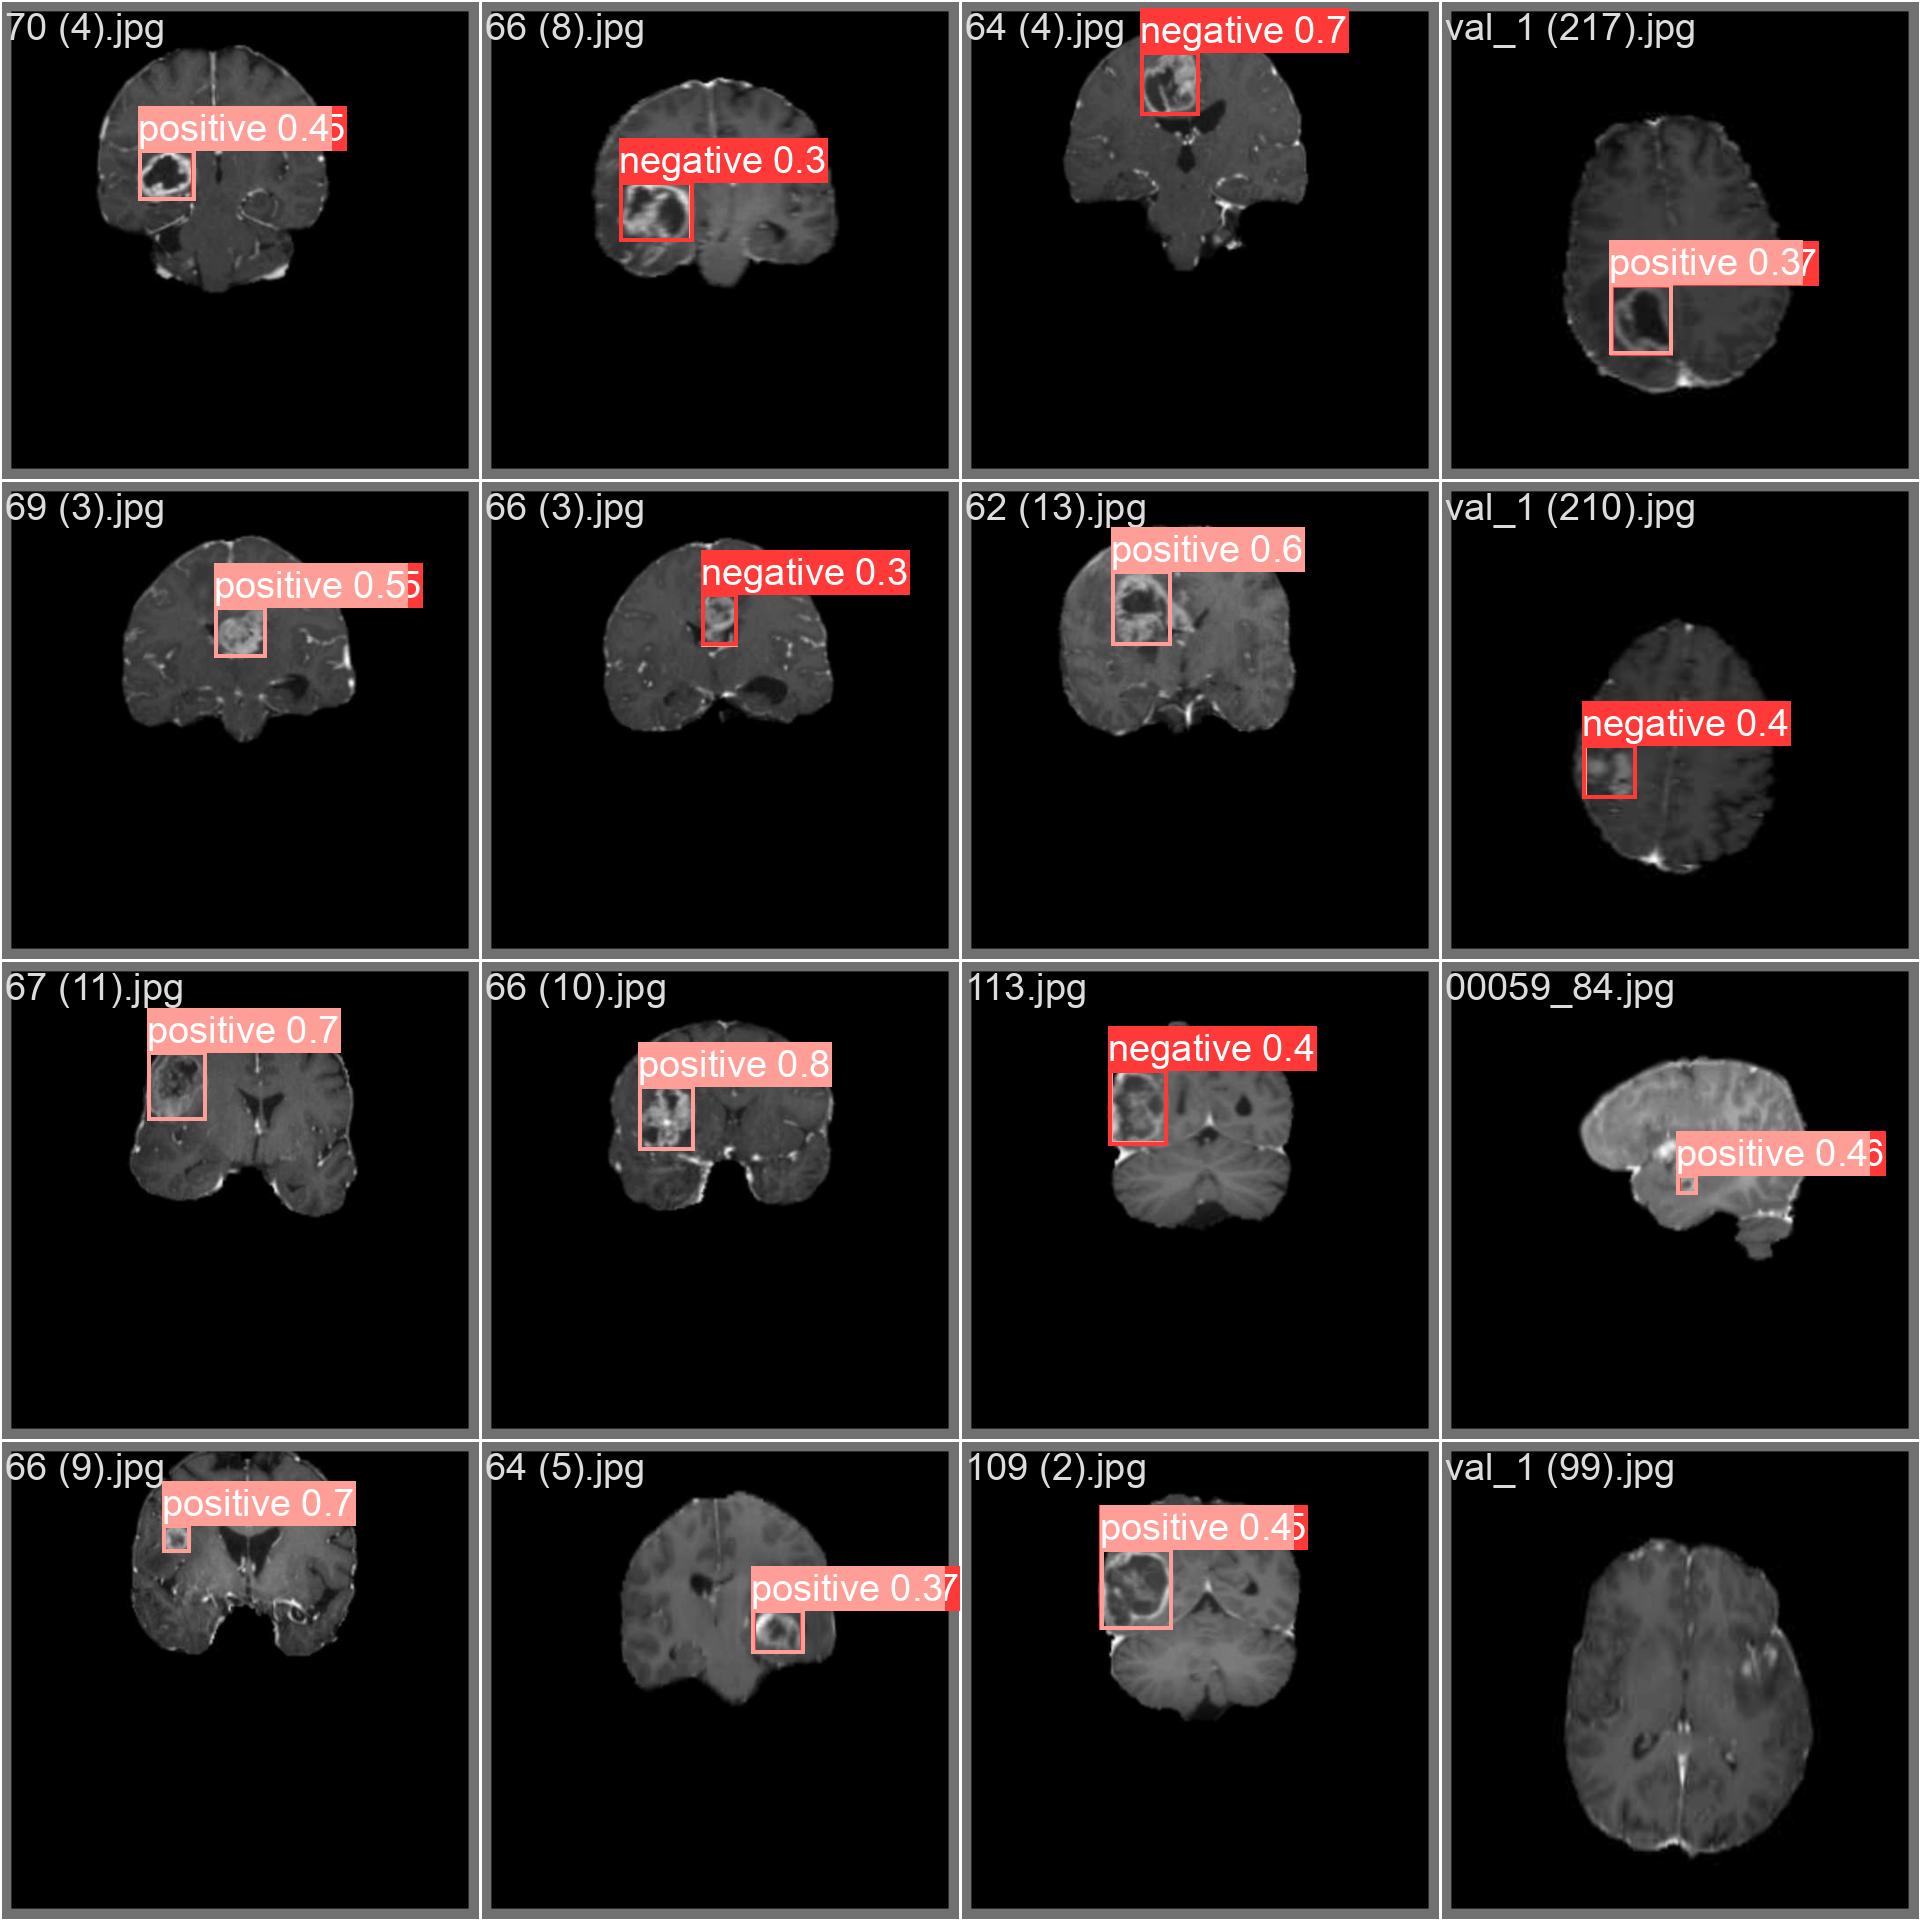 70 (4).jpg
positive 0.45
66 (8).jpg
negative 0.3
64 (4).jpg
negative 0.7
val_1 (217).jpg
positive 0.37
69 (3).jpg
positive 0.55
66 (3).jpg
negative 0.3
62 (13).jpg
positive 0.6
val_1 (210).jpg
negative 0.4
67 (11).jpg
positive 0.7
66 (10).jpg
positive 0.8
113.jpg
negative 0.4
00059_84.jpg
positive 0.46
66 (9).jpg
positive 0.7
64 (5).jpg
positive 0.37
109 (2).jpg
positive 0.45
val_1 (99).jpg